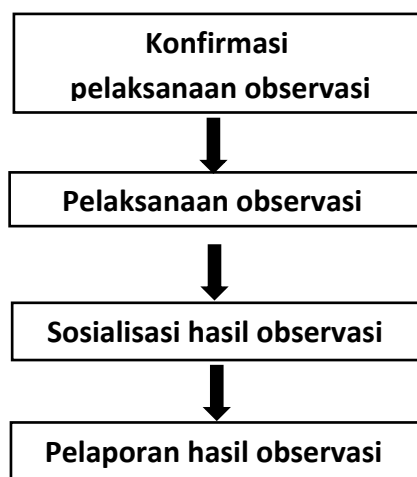 Konfirmasi
pelaksanaan observasi
Pelaksanaan observasi
Sosialisasi hasil observasi
Pelaporan hasil observasi